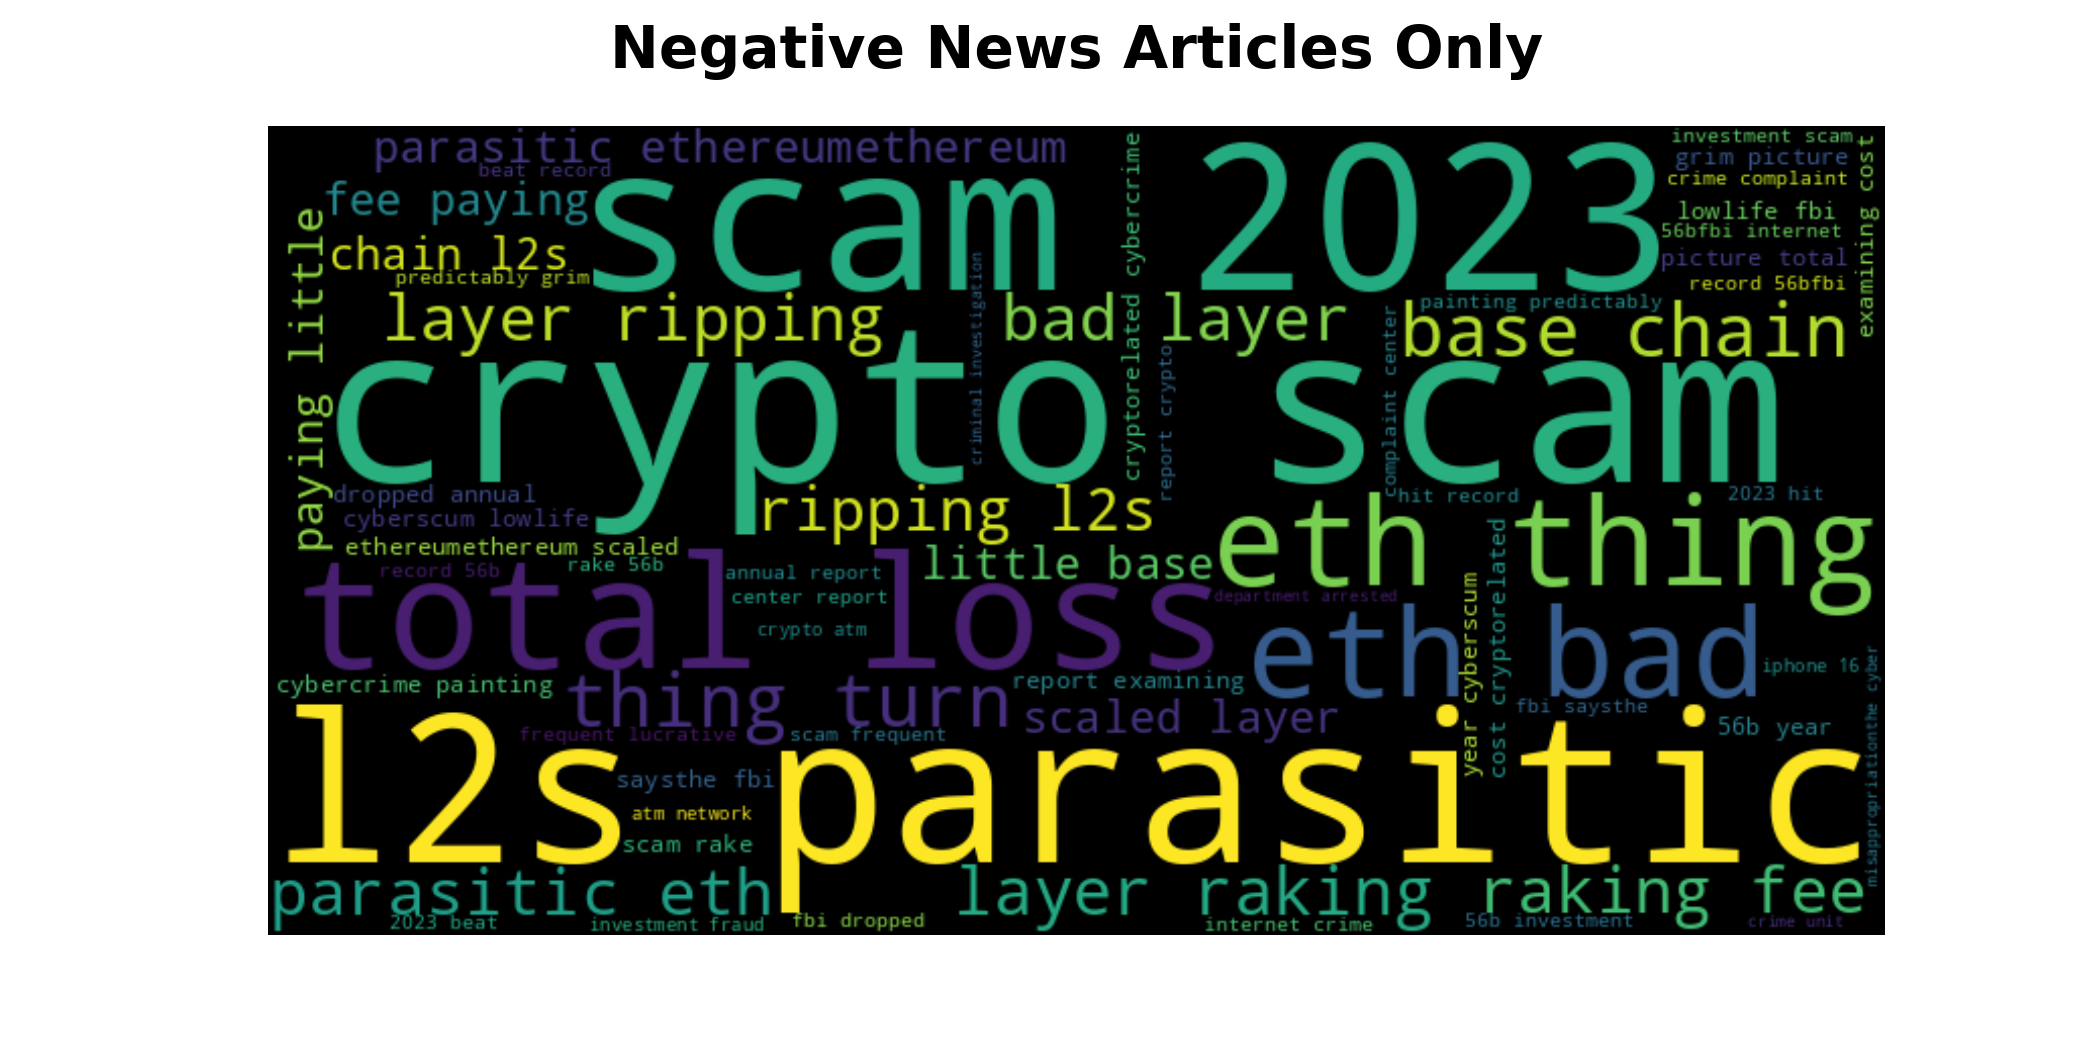 Negative News Articles Only
parasitic ethereumethereum
beat record
fee paying
scam 2023
investment scam
grim picture
crime complaint
lowlife fbi
56bfbi internet
picture total
record 56bfbi
examining cost
cryptorelated cybercrime
chain l2s
predictably grim
paying little
layer ripping
criminal investigation
bad layer
painting predictably
base chain
crypto scam
report crypto
complaint center
dropped annual
cyberscum lowlife
ripping l2s
hit record
2023 hit
eth thing
ethereumethereum scaled
record 56b
rake 56b
total loss
annual report
center report
crypto atm
little base
department arrested
eth bad
year cyberscum
cost cryptorelated
iphone 16
misappropriationthe cyber
cybercrime painting
thing turn
report examining
scaled layer
fbi saysthe
56b year
frequent lucrative
scam frequent
l2s parasitic
saysthe fbi
atm network
scam rake
parasitic eth
layer raking
raking fee
2023 beat
investment fraud
fbi dropped
internet crime
56b investment
crime unit